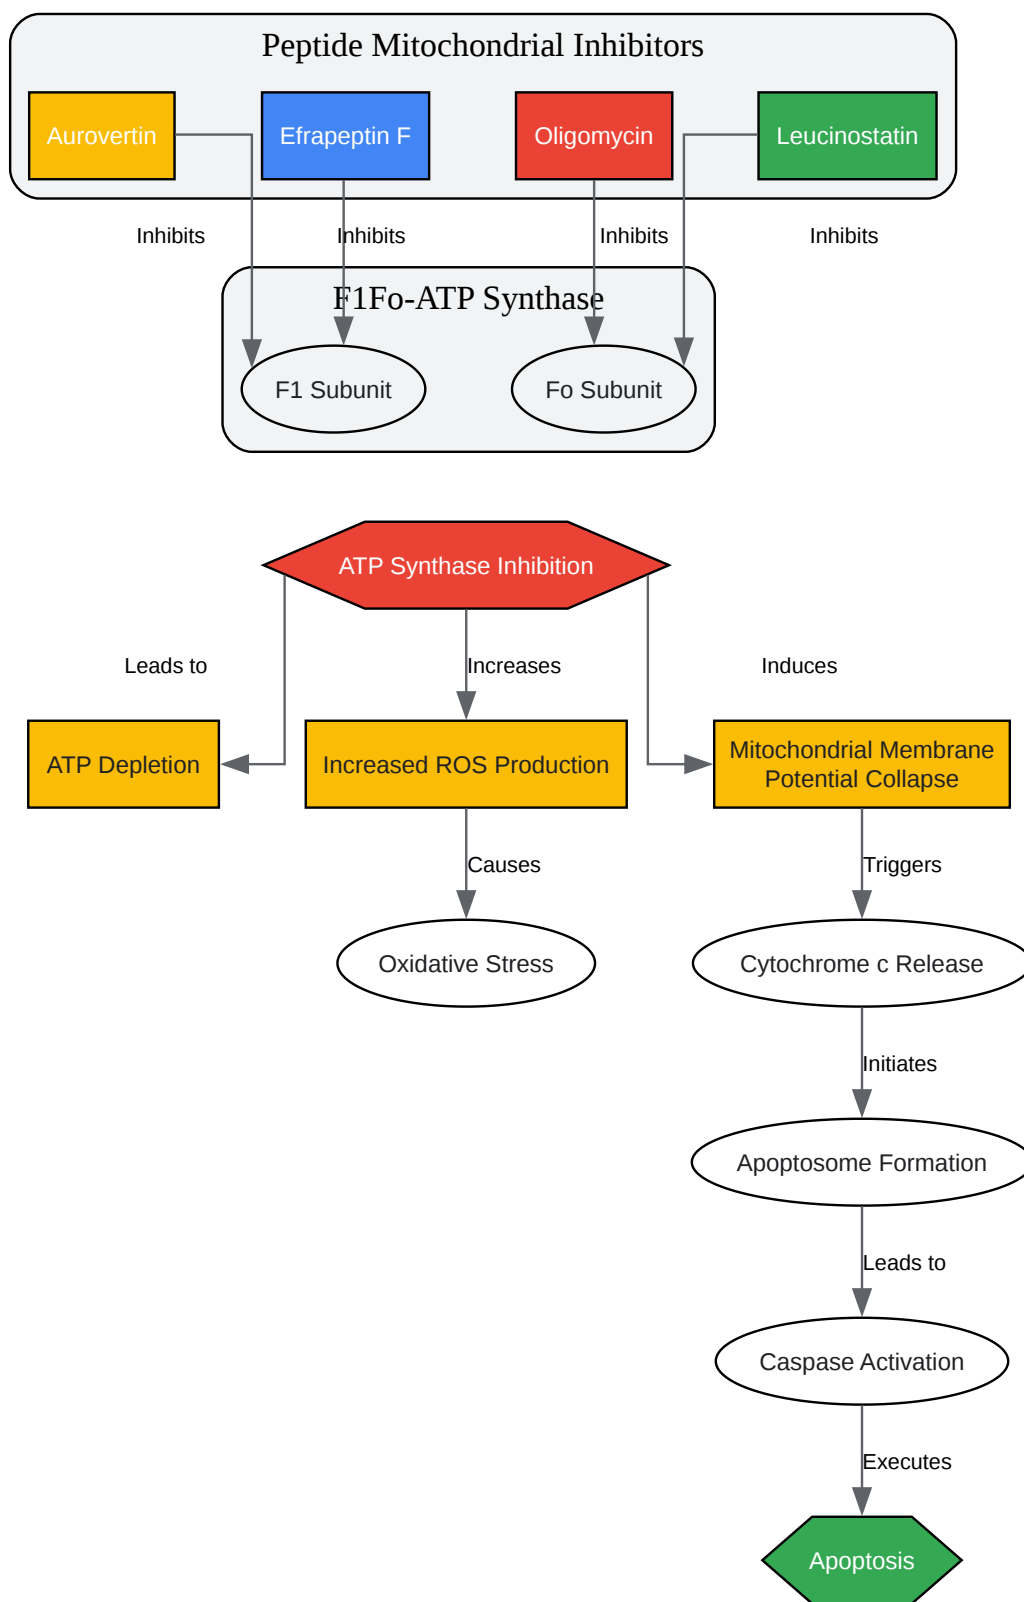 Peptide Mitochondrial Inhibitors
Aurovertin
Efrapeptin F
Oligomycin
Leucinostatin
Inhibits
Inhibits
Inhibits
Inhibits
F1Fo-ATP Synthase
F1 Subunit
Fo Subunit
ATP Synthase Inhibition
Leads to
Increases
Induces
ATP Depletion
Increased ROS Production
Mitochondrial Membrane
Potential Collapse
Causes
Triggers
Oxidative Stress
Cytochrome c Release
Initiates
Apoptosome Formation
Leads to
Caspase Activation
Executes
Apoptosis